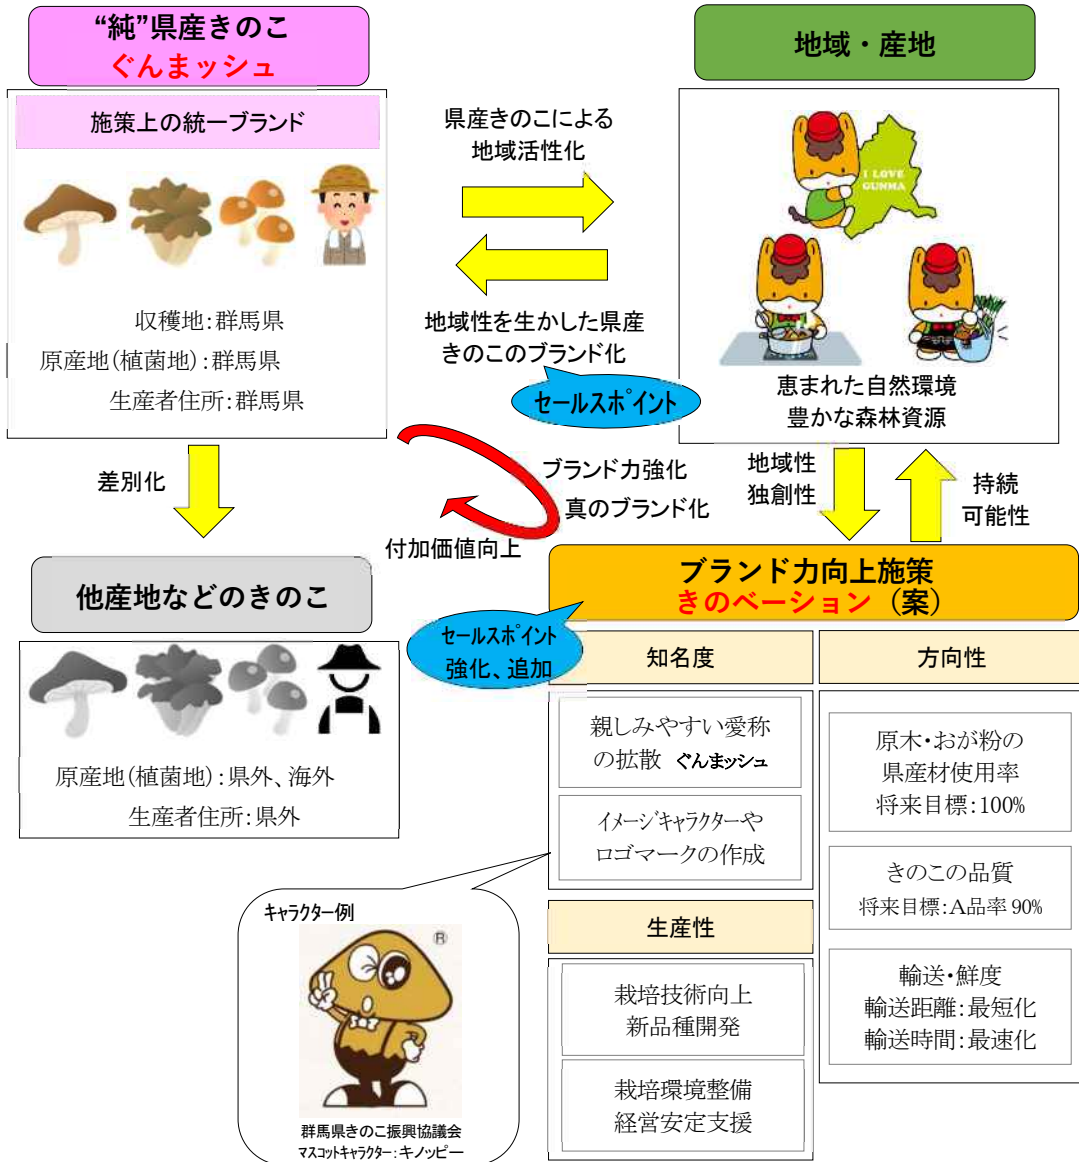 “純”県産きのこ
ぐんまッシュ
施策上の統一ブランド
収穫地:群馬県
原産地(植菌地):群馬県
生産者住所:群馬県
県産きのこによる
地域活性化
地域性を生かした県産
きのこのブランド化
セールスポイント
地域・産地
I LOVE
GUNMA
恵まれた自然環境
豊かな森林資源
差別化
ブランド力強化
真のブランド化
付加価値向上
地域性
独創性
持続
可能性
他産地などのきのこ
原産地(植菌地):県外、海外
生産者住所:県外
ブランド力向上施策
きのベーション（案）
セールスポイント
強化、追加
知名度
親しみやすい愛称
の拡散 ぐんまッシュ
イメージキャラクターや
ロゴマークの作成
生産性
栽培技術向上
新品種開発
栽培環境整備
経営安定支援
方向性
原木・おが粉の
県産材使用率
将来目標:100%
きのこの品質
将来目標:A品率 90%
輸送・鮮度
輸送距離:最短化
輸送時間:最速化
キャラクター例
®
群馬県きのこ振興協議会
マスコットキャラクター:キノッピー